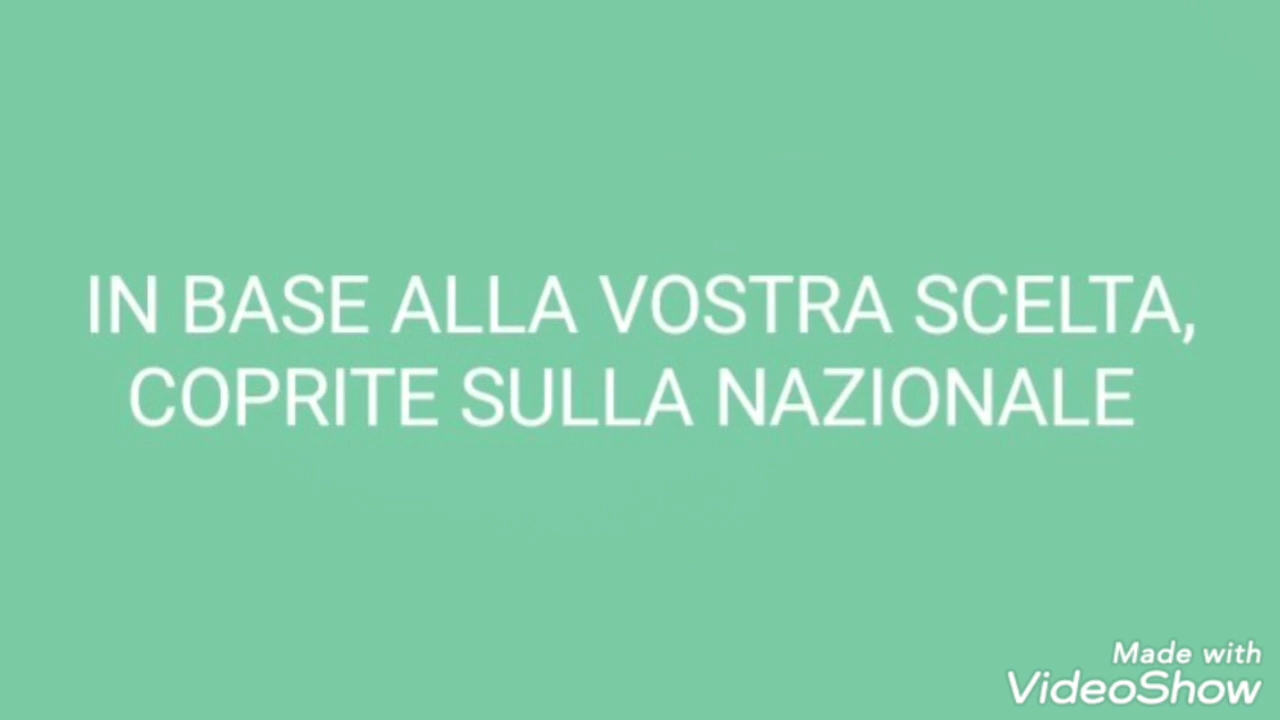 IN BASE ALLA VOSTRA SCELTA,
COPRITE SULLA NAZIONALE
Made with
VideoShow